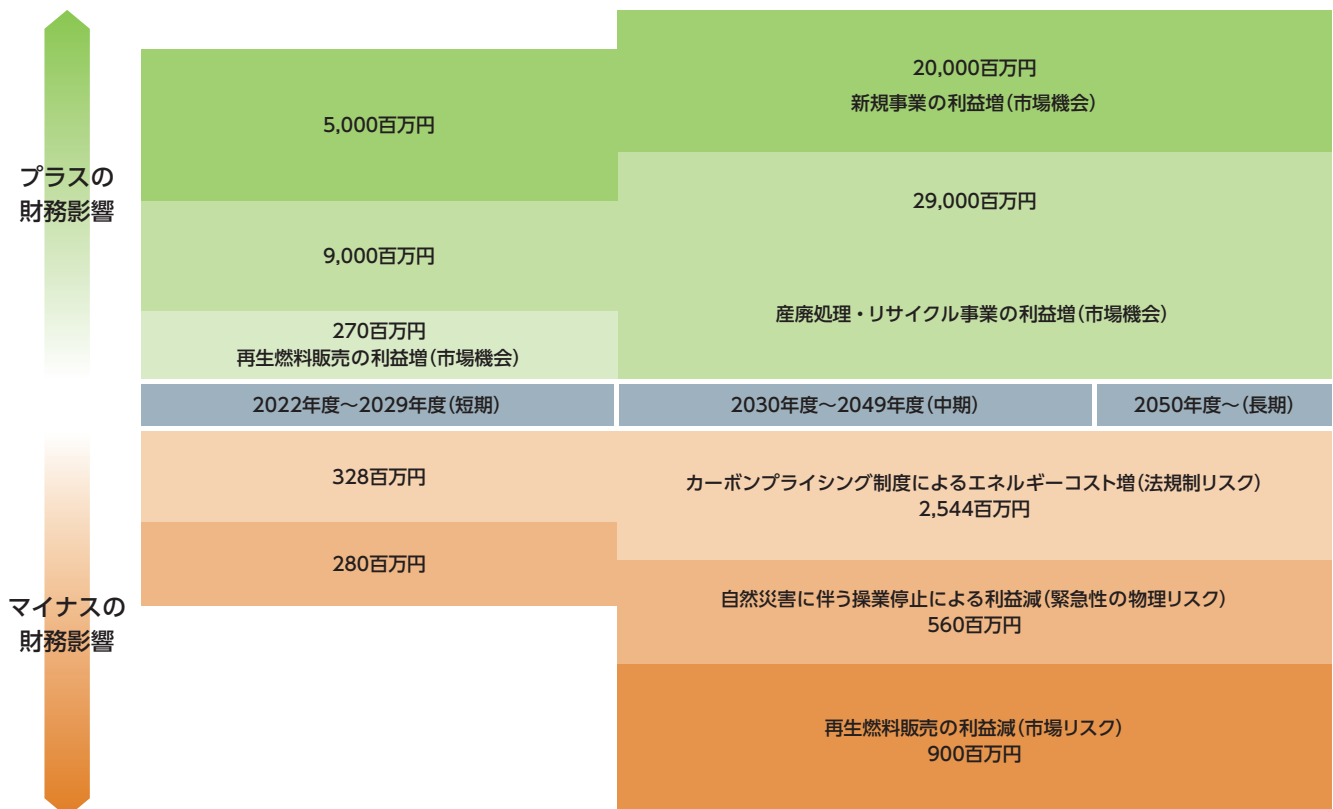 プラスの
財務影響
5,000百万円
9,000百万円
270百万円
再生燃料販売の利益増(市場機会)
20,000百万円
新規事業の利益増(市場機会)
29,000百万円
産廃処理・リサイクル事業の利益増(市場機会)
2022年度～2029年度(短期)
2030年度～2049年度(中期)
2050年度～(長期)
マイナスの
財務影響
328百万円
280百万円
カーボンプライシング制度によるエネルギーコスト増(法規制リスク)
2,544百万円
自然災害に伴う操業停止による利益減(緊急性の物理リスク)
560百万円
再生燃料販売の利益減(市場リスク)
900百万円